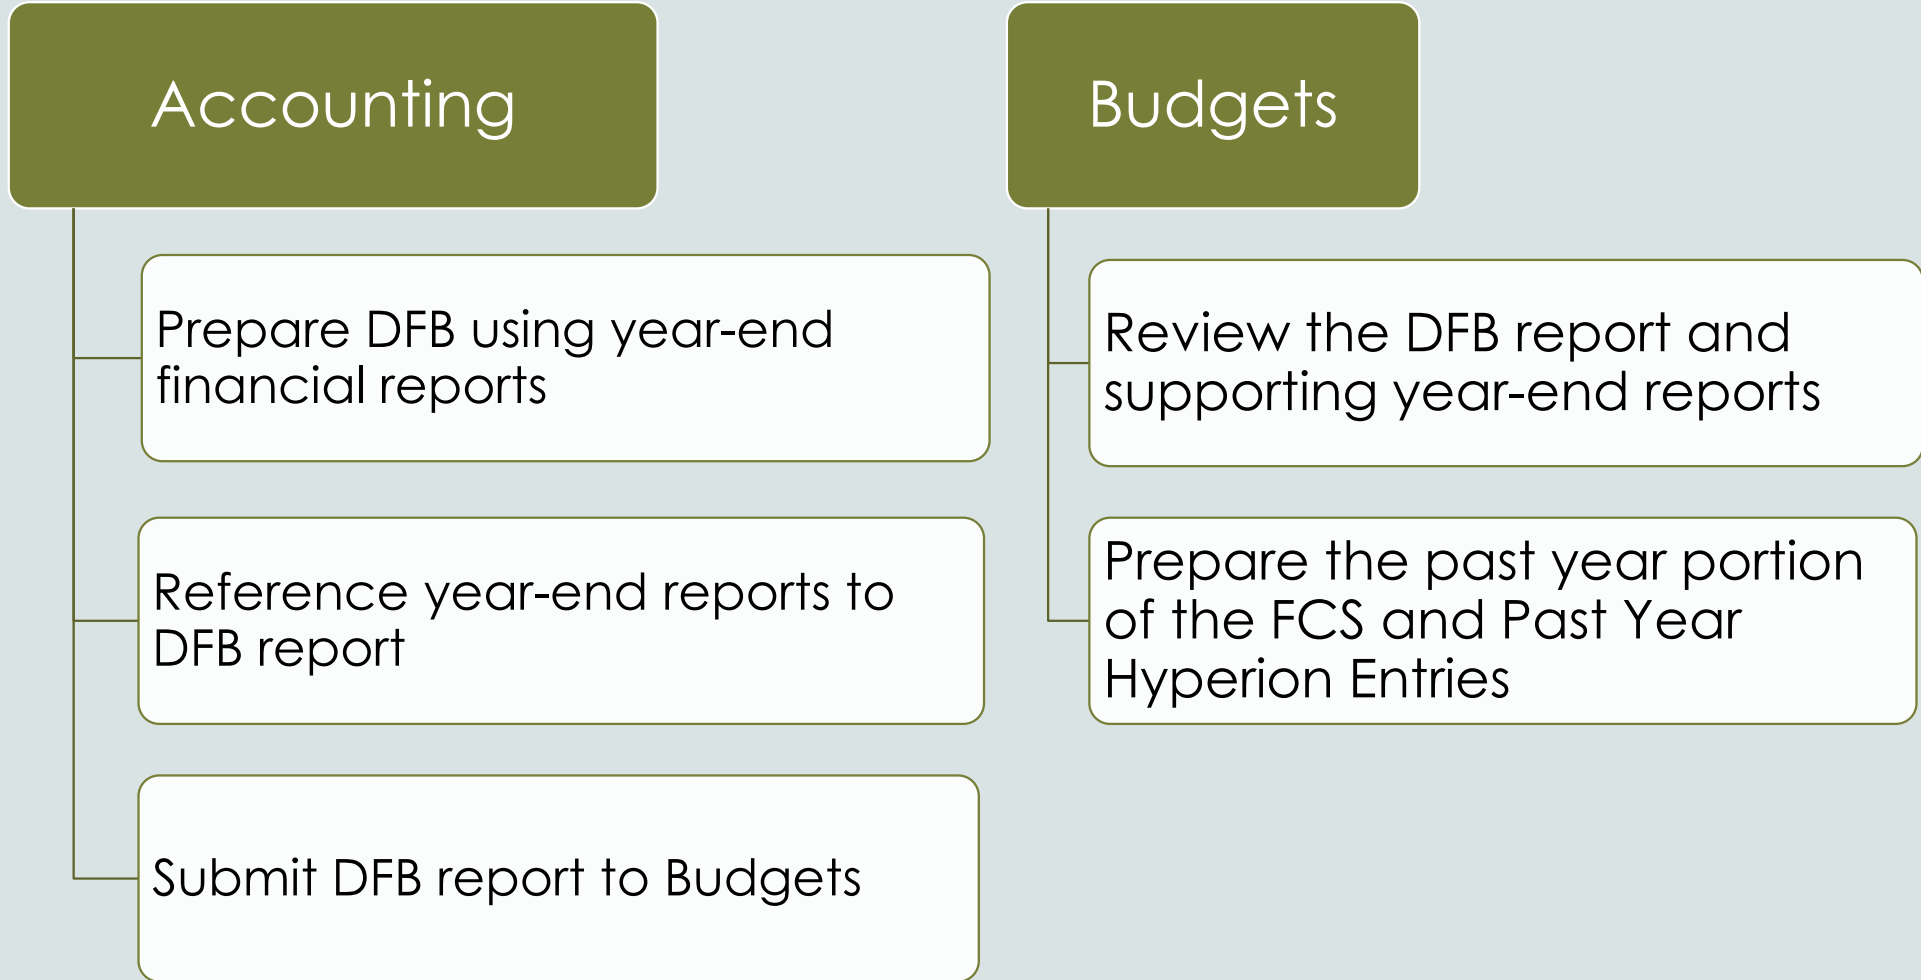 Accounting
Prepare DFB using year-end
financial reports
Reference year-end reports to
DFB report
Submit DFB report to Budgets
Budgets
Review the DFB report and
supporting year-end reports
Prepare the past year portion
of the FCS and Past Year
Hyperion Entries